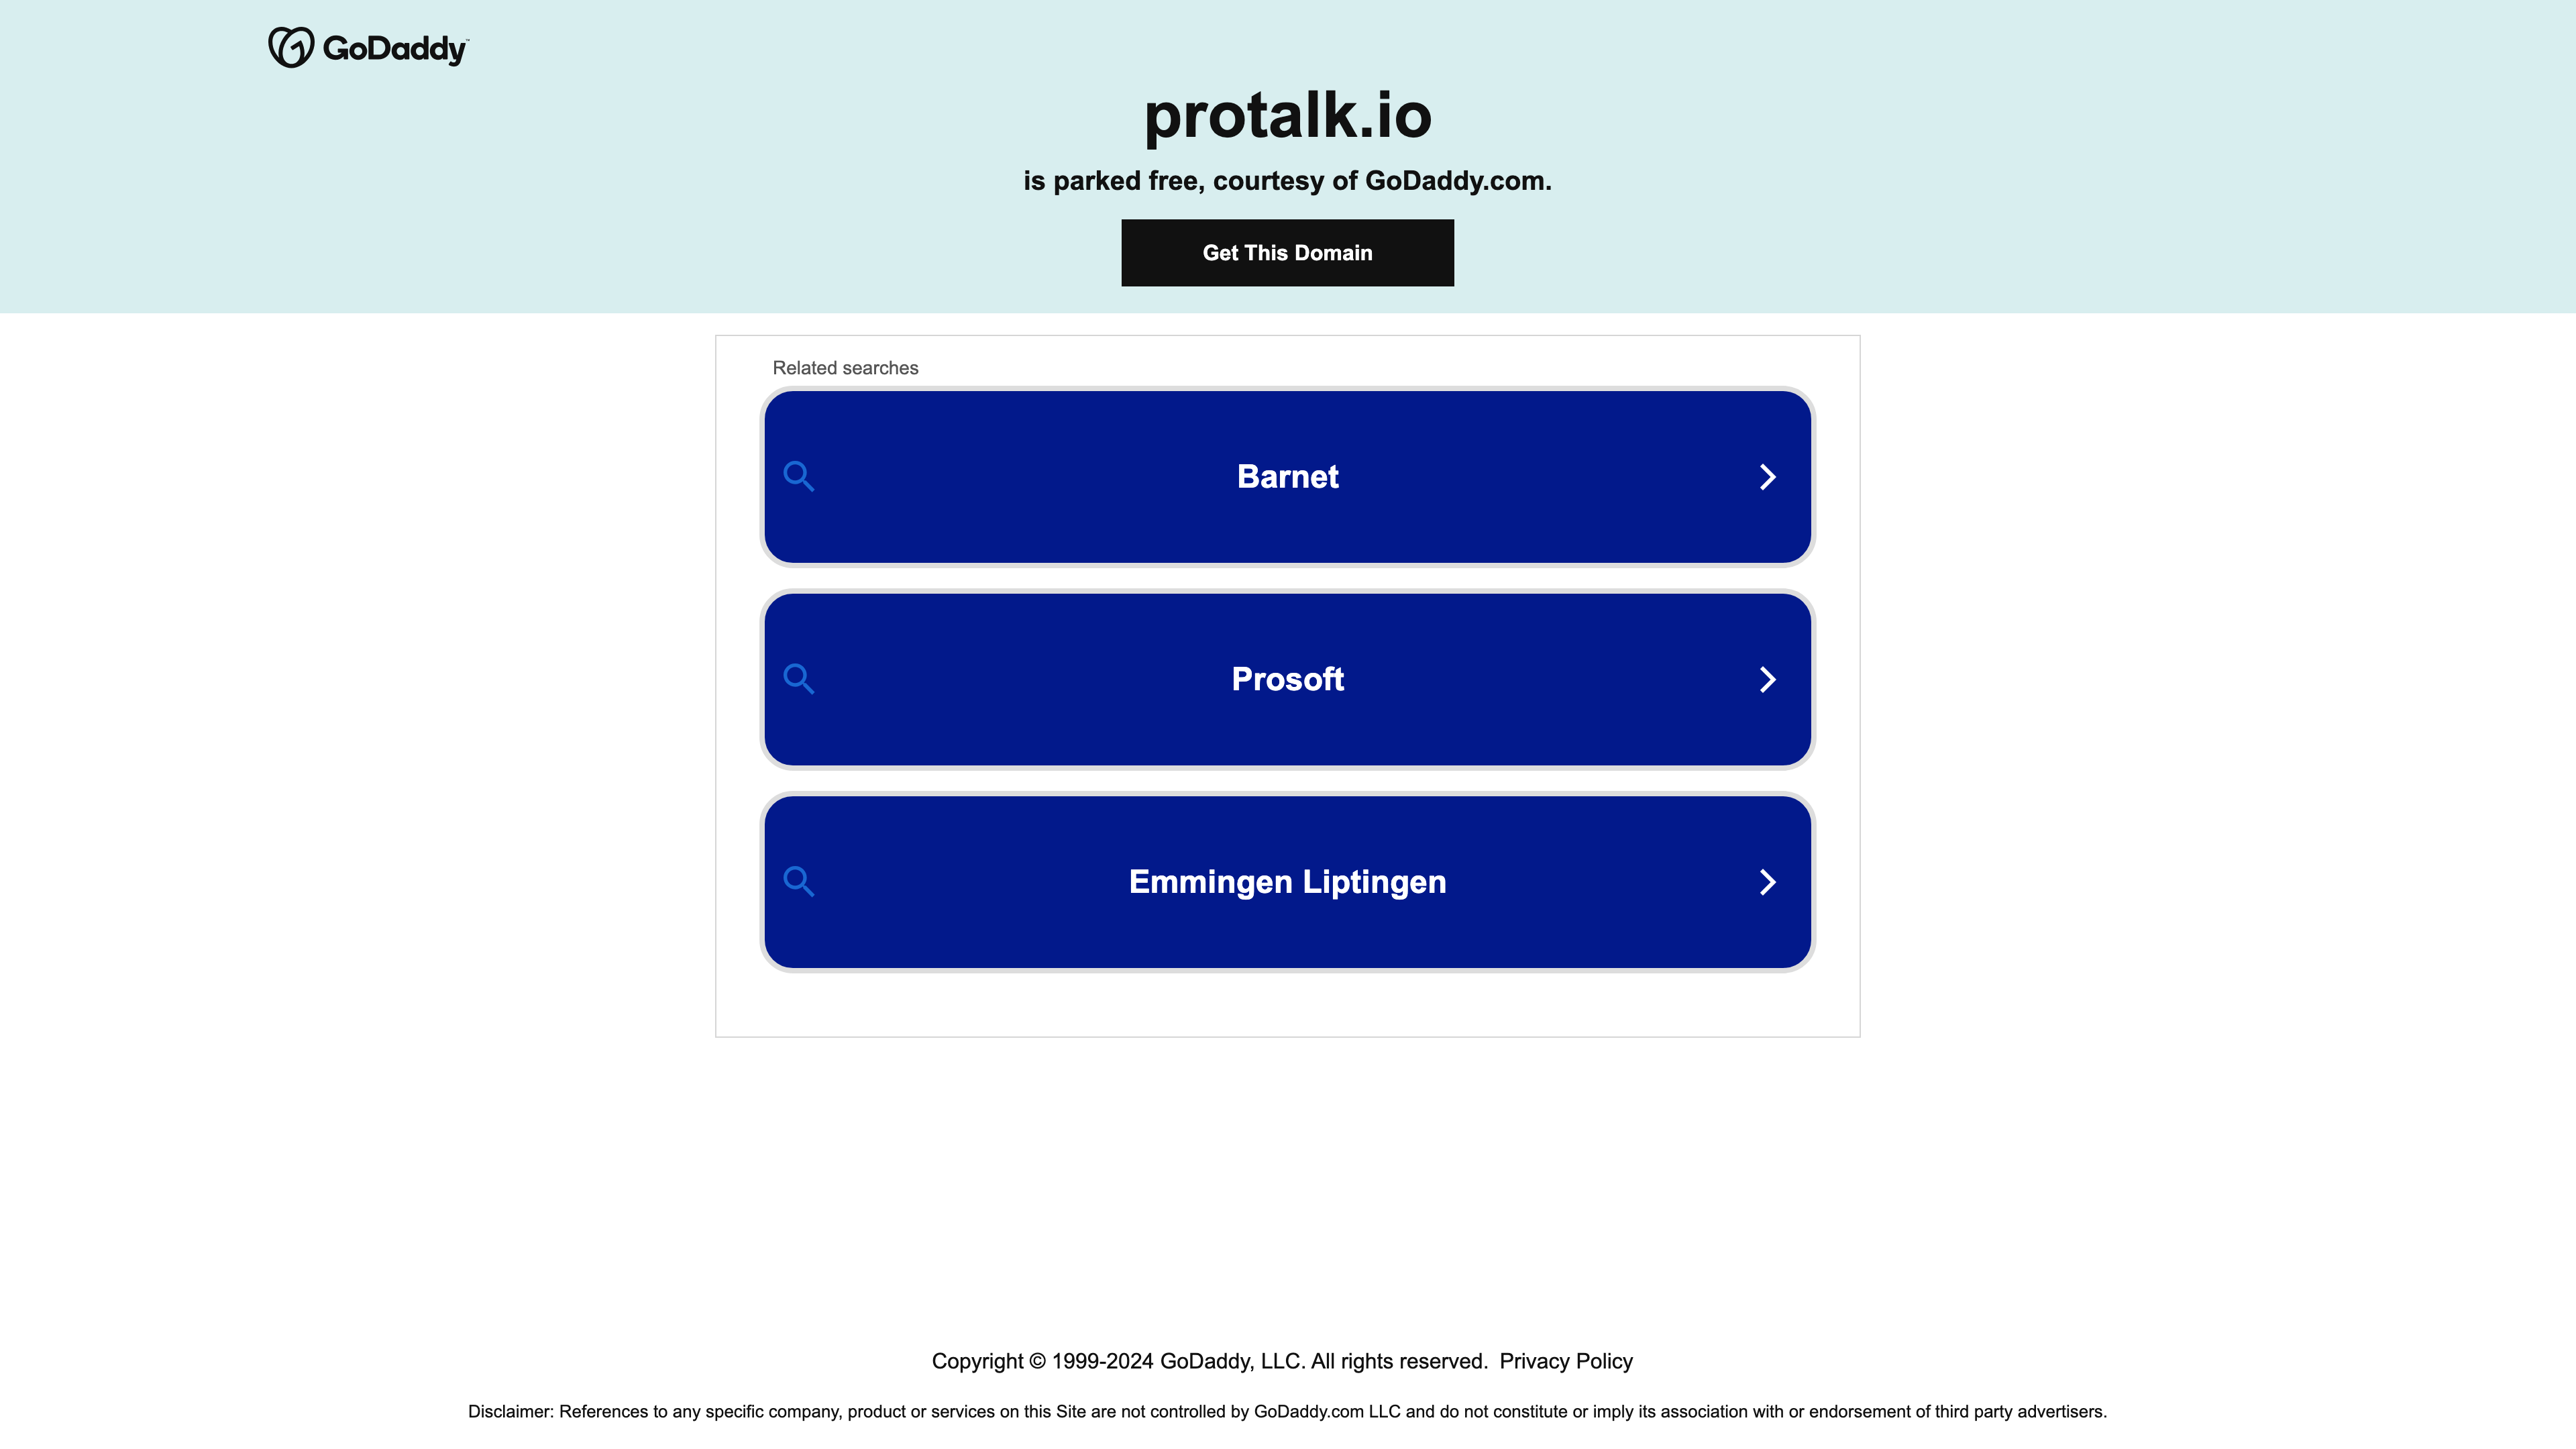 GoDaddy™
protalk.io
is parked free, courtesy of GoDaddy.com.
Get This Domain
Related searches
Barnet
Prosoft
Emmingen Liptingen
Copyright © 1999-2024 GoDaddy, LLC. All rights reserved. Privacy Policy
Disclaimer: References to any specific company, product or services on this Site are not controlled by GoDaddy.com LLC and do not constitute or imply its association with or endorsement of third party advertisers.